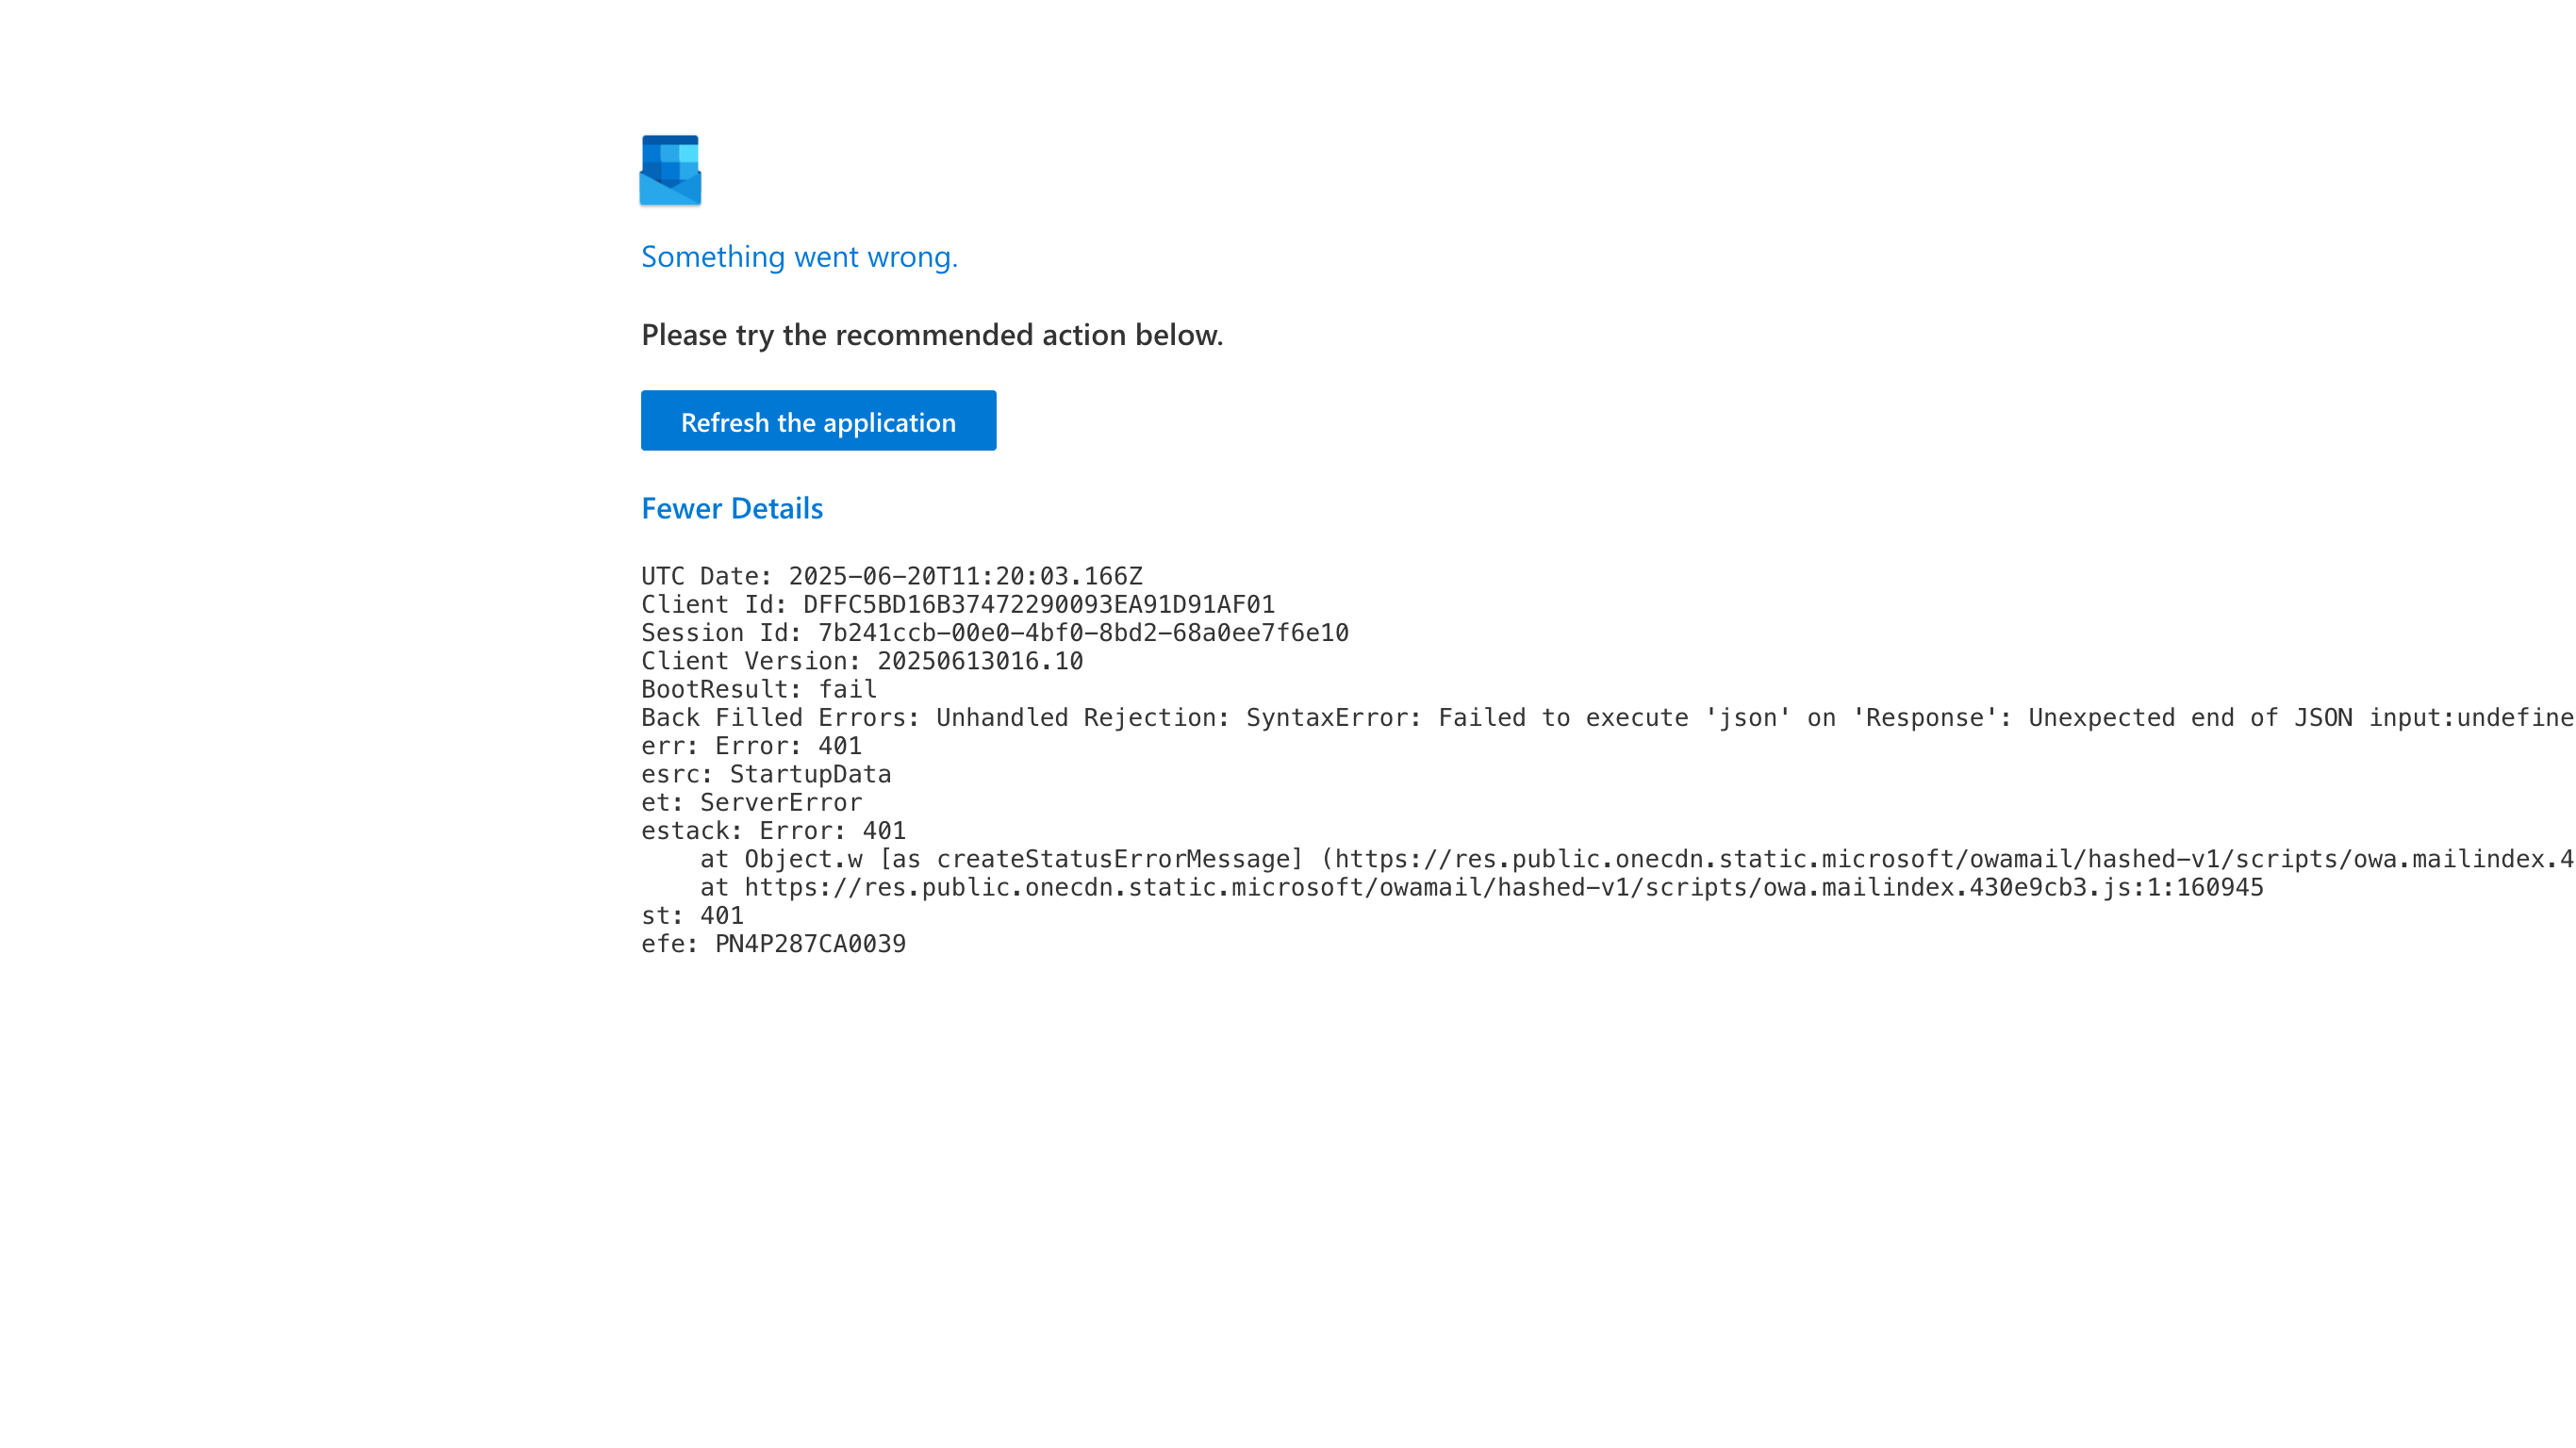 Something went wrong.
Please try the recommended action below.
Refresh the application
Fewer Details
UTC Date: 2025-06-20T11:20:03.166Z
Client Id: DFFC5BD16B37472290093EA91D91AF01
Session Id: 7b241ccb-00e0-4bf0-8bd2-68a0ee7f6e10
Client Version: 20250613016.10
BootResult: fail
Back Filled Errors: Unhandled Rejection: SyntaxError: Failed to execute 'json' on 'Response': Unexpected end of JSON input:undefine
err: Error: 401
esrc: StartupData
et: ServerError
estack: Error: 401
    at Object.w [as createStatusErrorMessage] (https://res.public.onecdn.static.microsoft/owamail/hashed-v1/scripts/owa.mailindex.4
    at https://res.public.onecdn.static.microsoft/owamail/hashed-v1/scripts/owa.mailindex.430e9cb3.js:1:160945
st: 401
efe: PN4P287CA0039